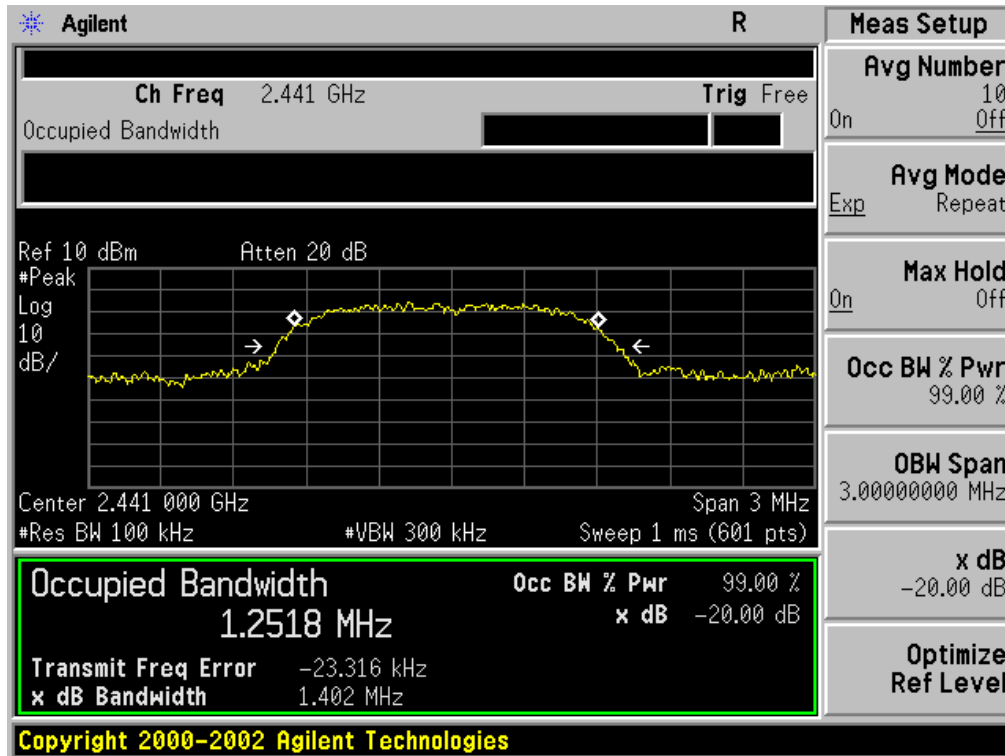 Agilent R
Ch Freq 2.441 GHz Trig Free
Occupied Bandwidth
Ref 10 dBm Atten 20 dB
#Peak
Log
10
dB/
Center 2.441 000 GHz Span 3 MHz
#Res BW 100 kHz #VBW 300 kHz Sweep 1 ms (601 pts)
Occupied Bandwidth
1.2518 MHz
Occ BW % Pwr 99.00 %
x dB -20.00 dB
Transmit Freq Error -23.316 kHz
x dB Bandwidth 1.402 MHz
Copyright 2000-2002 Agilent Technologies
Meas Setup
Avg Number
10
On Off
Avg Mode
Exp Repeat
Max Hold
On Off
Occ BW % Pwr
99.00 %
OBW Span
3.00000000 MHz
x dB
-20.00 dB
Optimize
Ref Level